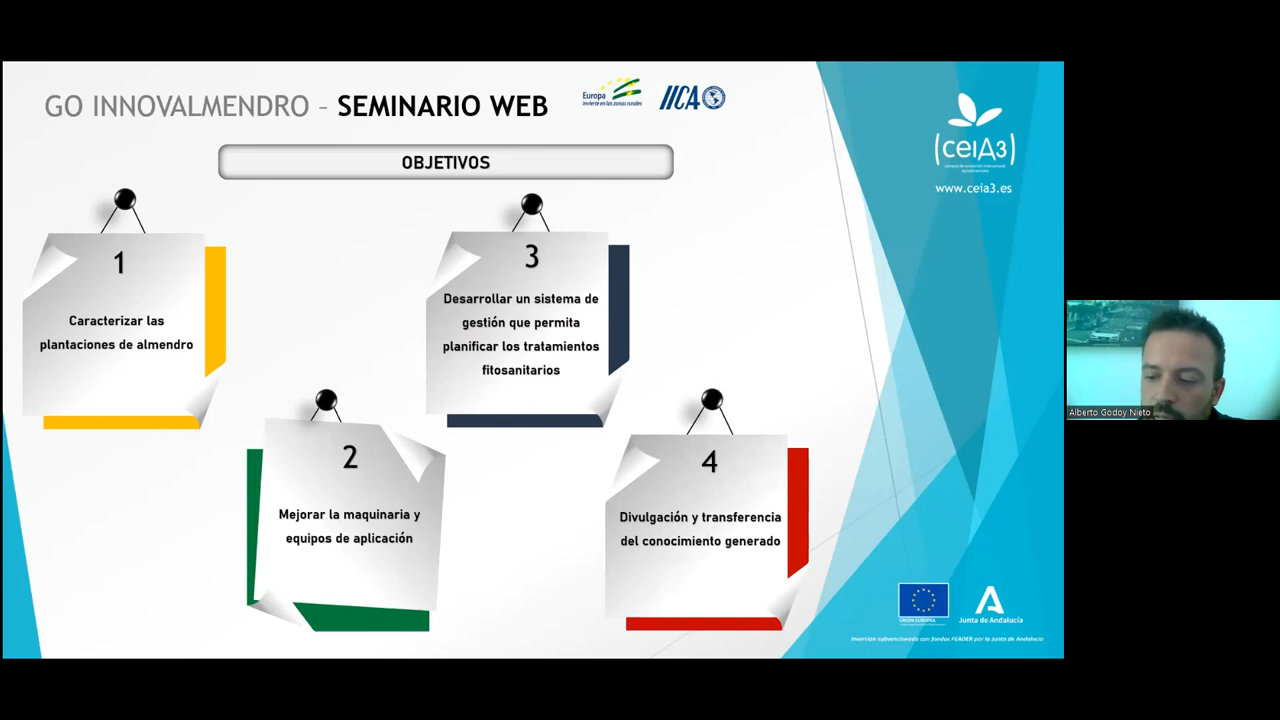 GO INNOVALMENDRO - SEMINARIO WEB
Europa
invierte en las zonas rurales
IICA
(ceiA3)
www.ceia3.es
OBJETIVOS
1
Caracterizar las
plantaciones de almendro
2
Mejorar la maquinaria y
equipos de aplicación
3
Desarrollar un sistema de
gestión que permita
planificar los tratamientos
fitosanitarios
4
Divulgación y transferencia
del conocimiento generado
UNIÓN EUROPEA
Junta de Andalucía
Inversión subvencionada con fondos FEADER por la Junta de Andalucía
Alberto Godoy Nieto